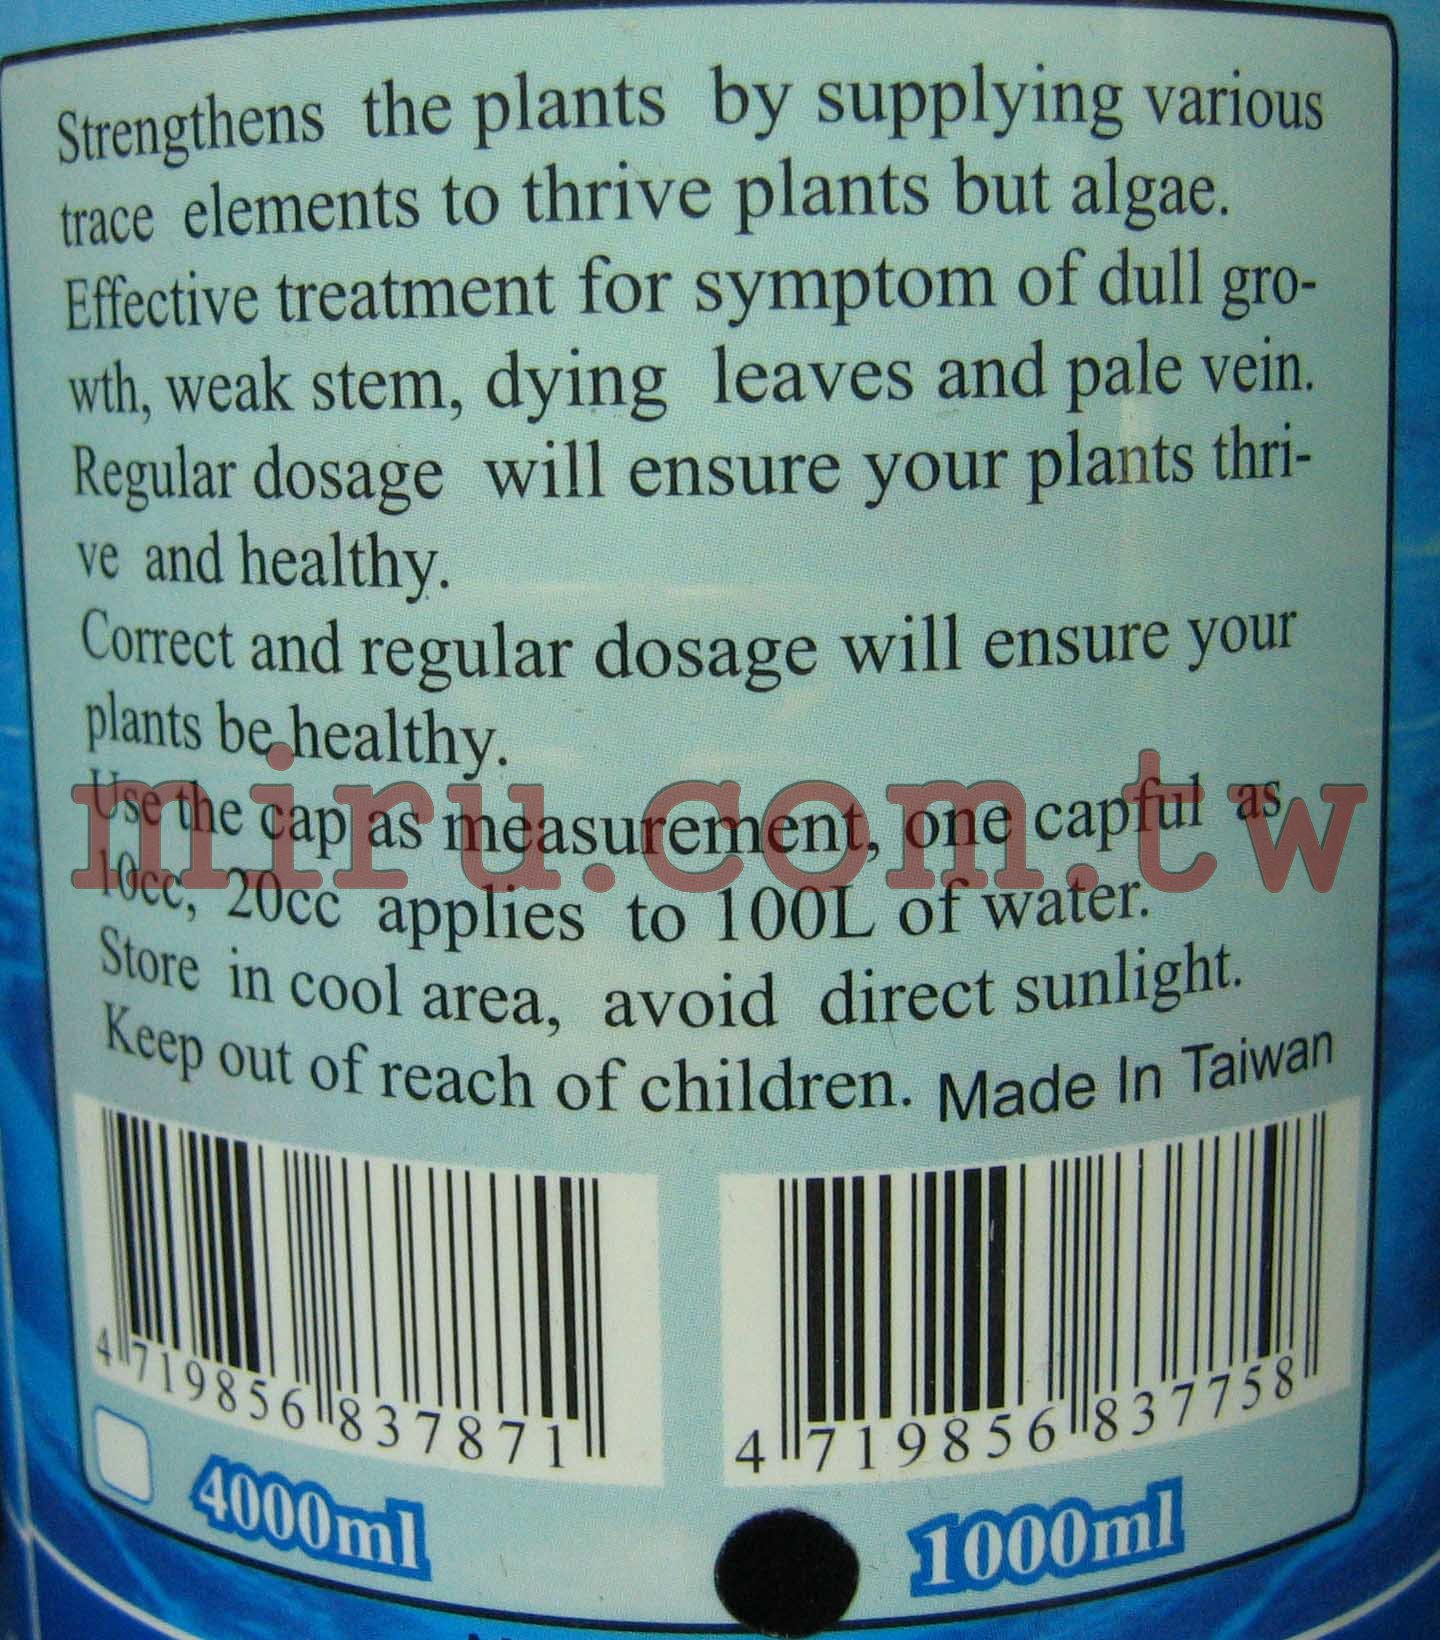 Strengthens the plants by supplying various
trace elements to thrive plants but algae.
Effective treatment for symptom of dull gro-
wth, weak stem, dying leaves and pale vein.
Regular dosage will ensure your plants thri-
ve and healthy.
Correct and regular dosage will ensure your
plants be healthy.
miru.com.tw
Use the cap as measurement, one capful as
10cc, 20cc applies to 100L of water.
Store in cool area, avoid direct sunlight.
Keep out of reach of children. Made In Taiwan
4 719856 837871
4 719856 837758
4000ml
1000ml